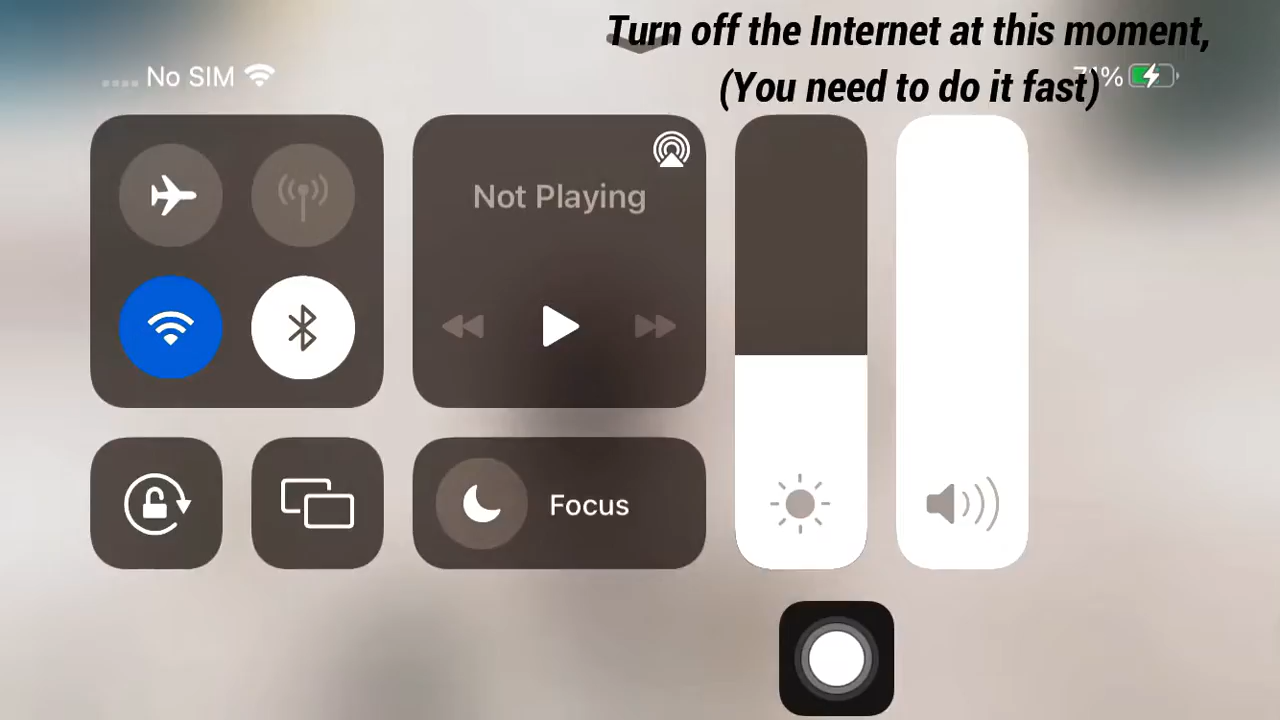 Turn off the Internet at this moment,
(You need to do it fast)
No SIM
%
Not Playing
Focus